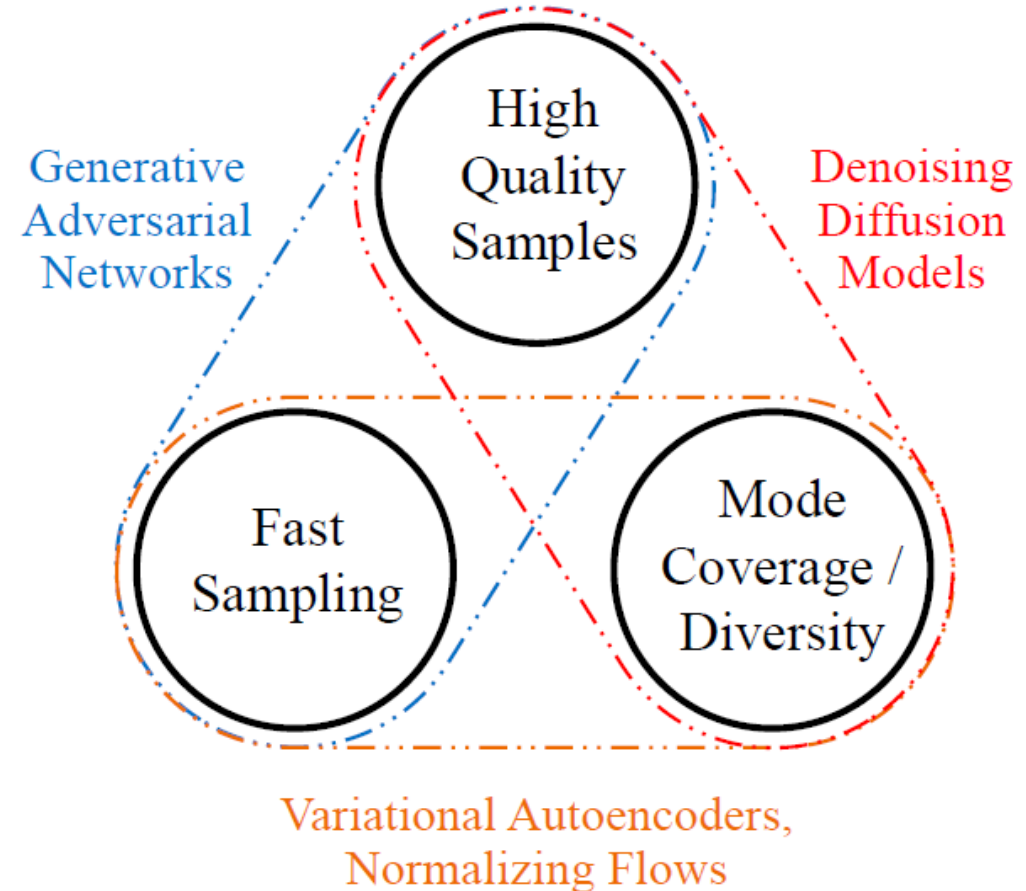 High
Quality
Samples
Generative
Adversarial
Networks
Denoising
Diffusion
Models
Fast
Sampling
Mode
Coverage /
Diversity
Variational Autoencoders,
Normalizing Flows